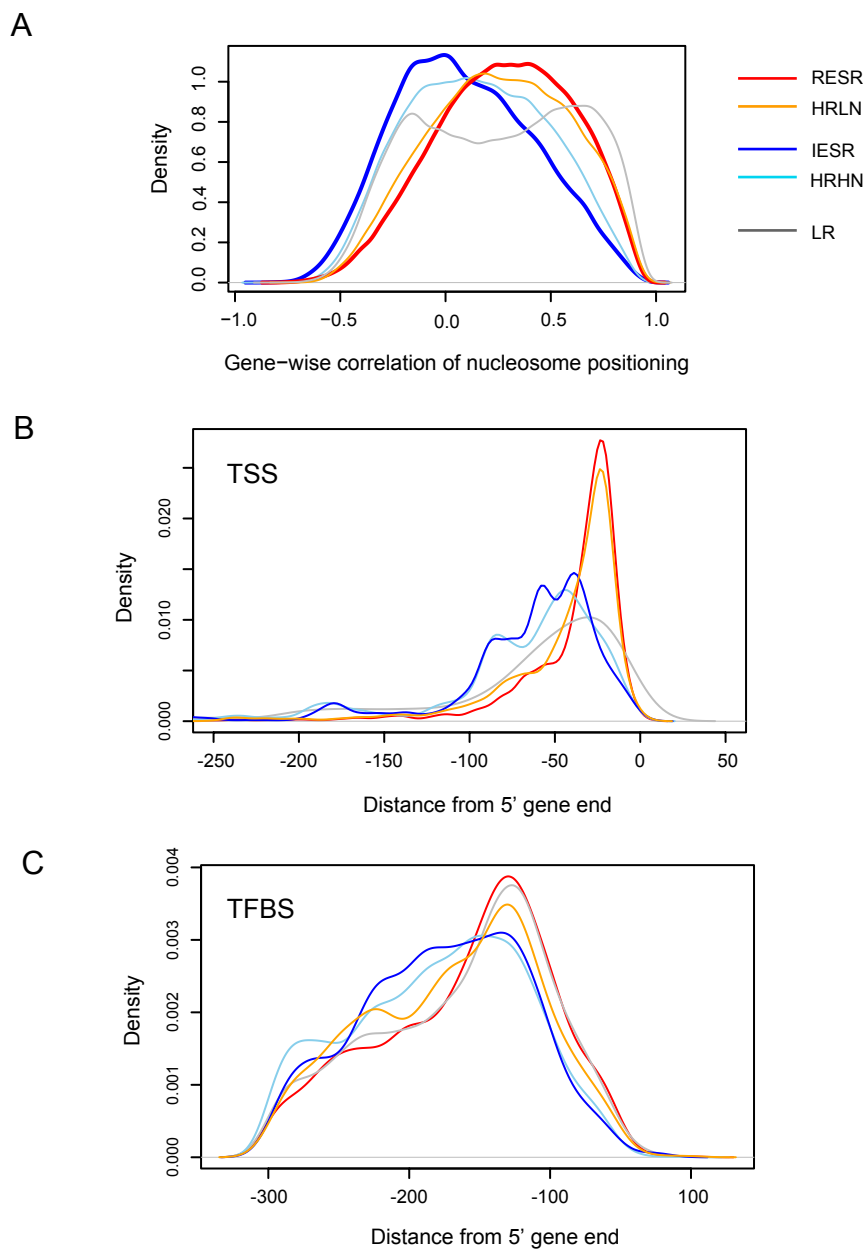 A
Density
0.0
0.2
0.4
0.6
0.8
1.0
−1.0
−0.5
0.0
0.5
1.0
Gene−wise correlation of nucleosome positioning
RESR
HRLN
IESR
HRHN
LR
B
TSS
Density
0.000
0.010
0.020
-250
-200
-150
-100
-50
0
50
Distance from 5’ gene end
C
TFBS
Density
0.000
0.001
0.002
0.003
0.004
-300
-200
-100
100
Distance from 5’ gene end